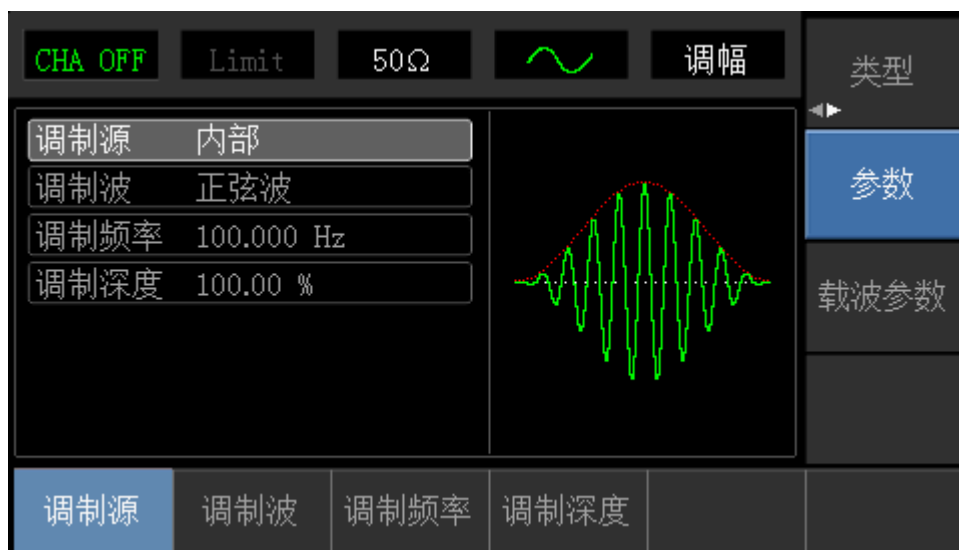 CHA OFF Limit 50Ω 调幅 类型
调制源 内部
调制波 正弦波
调制频率 100.000 Hz
调制深度 100.00 %
参数
载波参数
调制源 调制波 调制频率 调制深度